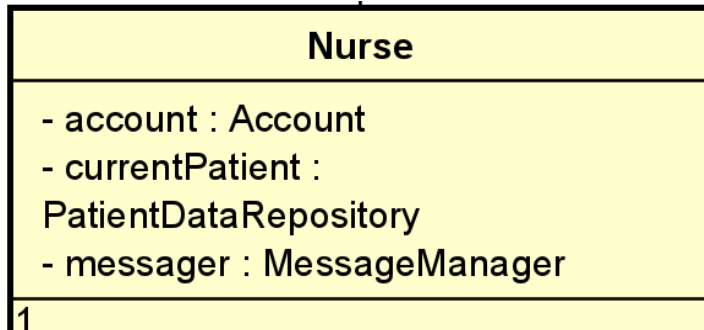 Nurse
- account : Account
- currentPatient :
PatientDataRepository
- messager : MessageManager
1